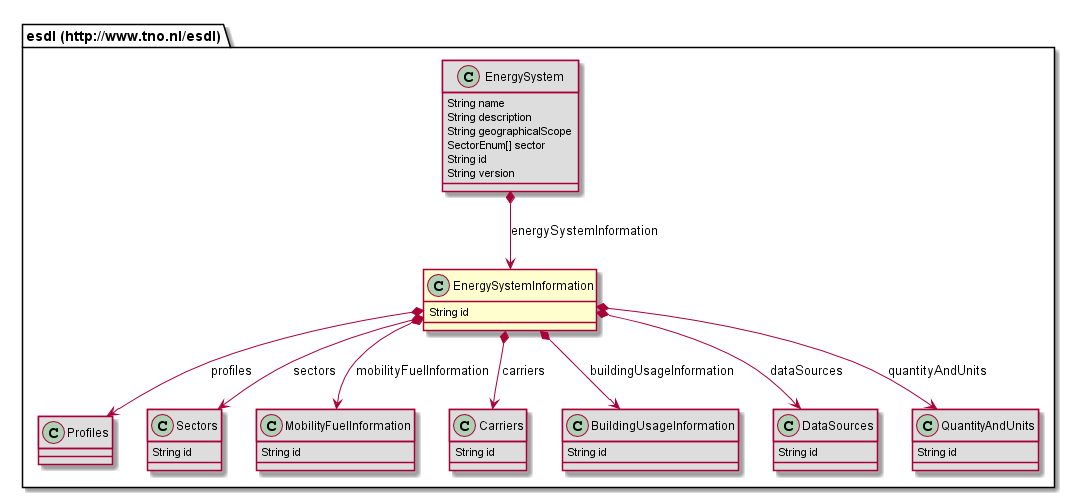 esdl (http://www.tno.nl/esdl)
C EnergySystem
String name
String description
String geographicalScope
SectorEnum[] sector
String id
String version
energySystemInformation
C EnergySystemInformation
String id
profiles
sectors
mobilityFuelInformation
carriers
buildingUsageInformation
dataSources
quantityAndUnits
C Profiles
C Sectors
String id
C MobilityFuelInformation
String id
C Carriers
String id
C BuildingUsageInformation
String id
C DataSources
String id
C QuantityAndUnits
String id